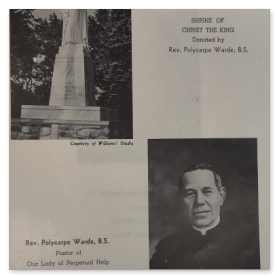 SHRINE OF
CHRIST THE KING
Donated by
Rev. Polycarpe Warde, B.S.
Courtesy of Williams' Studio
Rev. Polycarpe Warde, B.S.
Pastor of
Our Lady of Perpetual Help